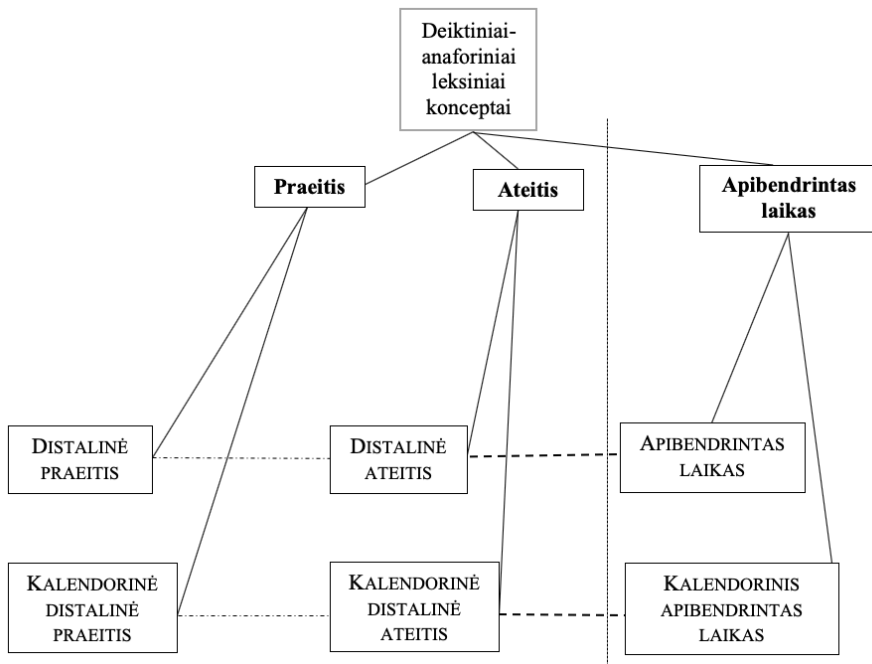 Deiktiniai-
anaforiniai
leksiniai
konceptai
Praeitis
Ateitis
Apibendrintas
laikas
DISTALINĖ
PRAEITIS
DISTALINĖ
ATEITIS
APIBENDRINTAS
LAIKAS
KALENDORINĖ
DISTALINĖ
PRAEITIS
KALENDORINĖ
DISTALINĖ
ATEITIS
KALENDORINIS
APIBENDRINTAS
LAIKAS